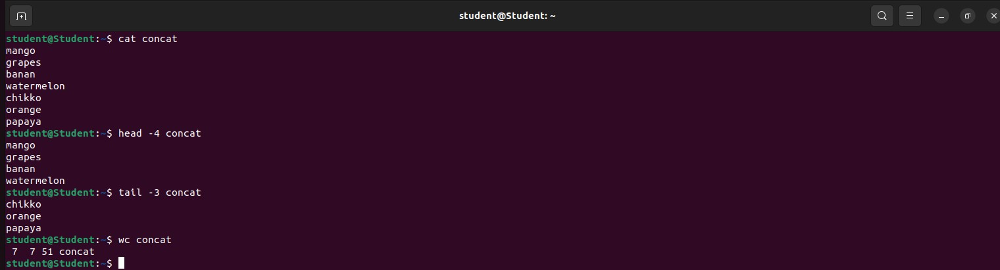 student@Student: ~
student@Student:~$ cat concat
mango
grapes
banan
watermelon
chikko
orange
papaya
student@Student:~$ head -4 concat
mango
grapes
banan
watermelon
student@Student:~$ tail -3 concat
chikko
orange
papaya
student@Student:~$ wc concat
 7  7 51 concat
student@Student:~$